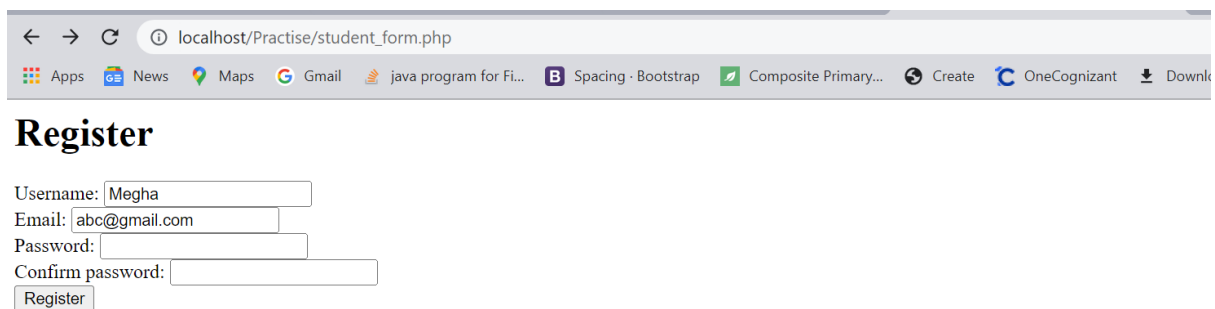 localhost/Practise/student_form.php
Apps News Maps Gmail java program for Fi... Spacing · Bootstrap Composite Primary... Create OneCognizant Downlo
Register
Username: Megha
Email: abc@gmail.com
Password:
Confirm password:
Register